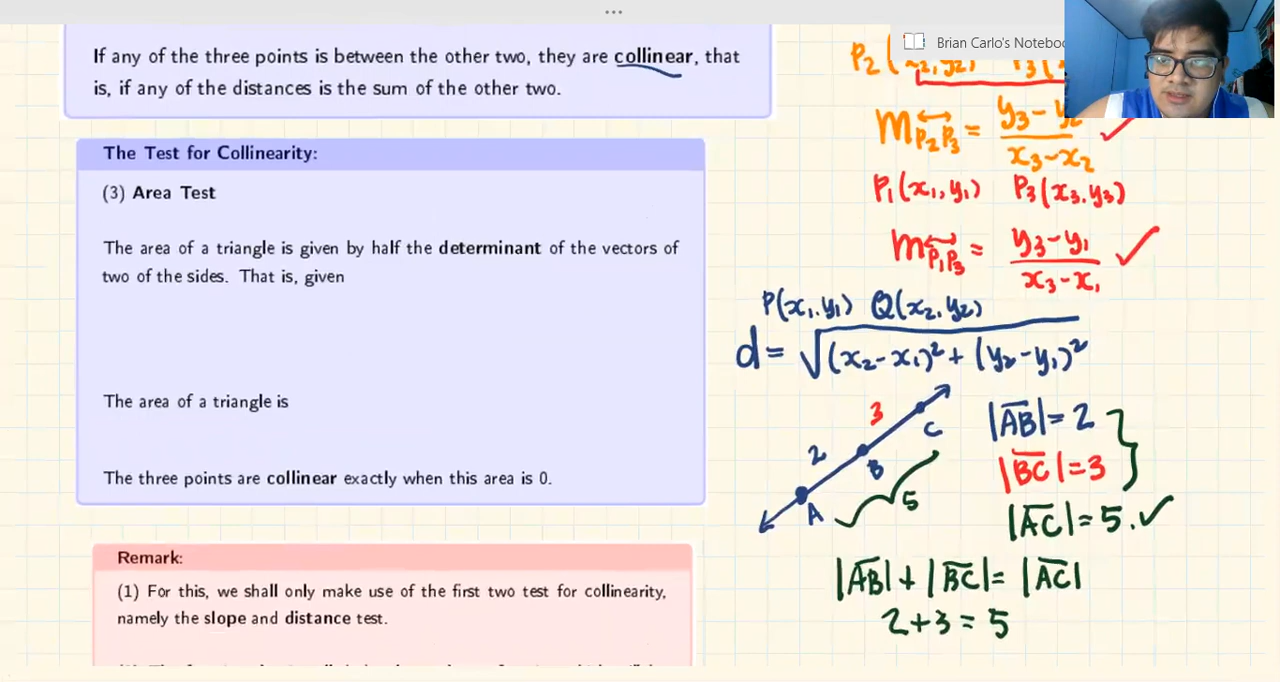 If any of the three points is between the other two, they are collinear, that
is, if any of the distances is the sum of the other two.
The Test for Collinearity:
(3) Area Test
The area of a triangle is given by half the determinant of the vectors of
two of the sides. That is, given
The area of a triangle is
The three points are collinear exactly when this area is 0.
Remark:
(1) For this, we shall only make use of the first two test for collinearity,
namely the slope and distance test.
Brian Carlo's Notebo
P₂(x₂,y₂)
m P₂P₃ = y₃-y₂ / x₃-x₂
P₁(x₁,y₁) P₃(x₃.y₃)
m P₁P₃ = y₃-y₁ / x₃-x₁ ✓
P(x₁.y₁) Q(x₂,y₂)
d = √(x₂-x₁)² + (y₂-y₁)²
2 3
A B C
5
|AB| = 2
|BC| = 3
|AC| = 5. ✓
|AB| + |BC| = |AC|
2+3 = 5